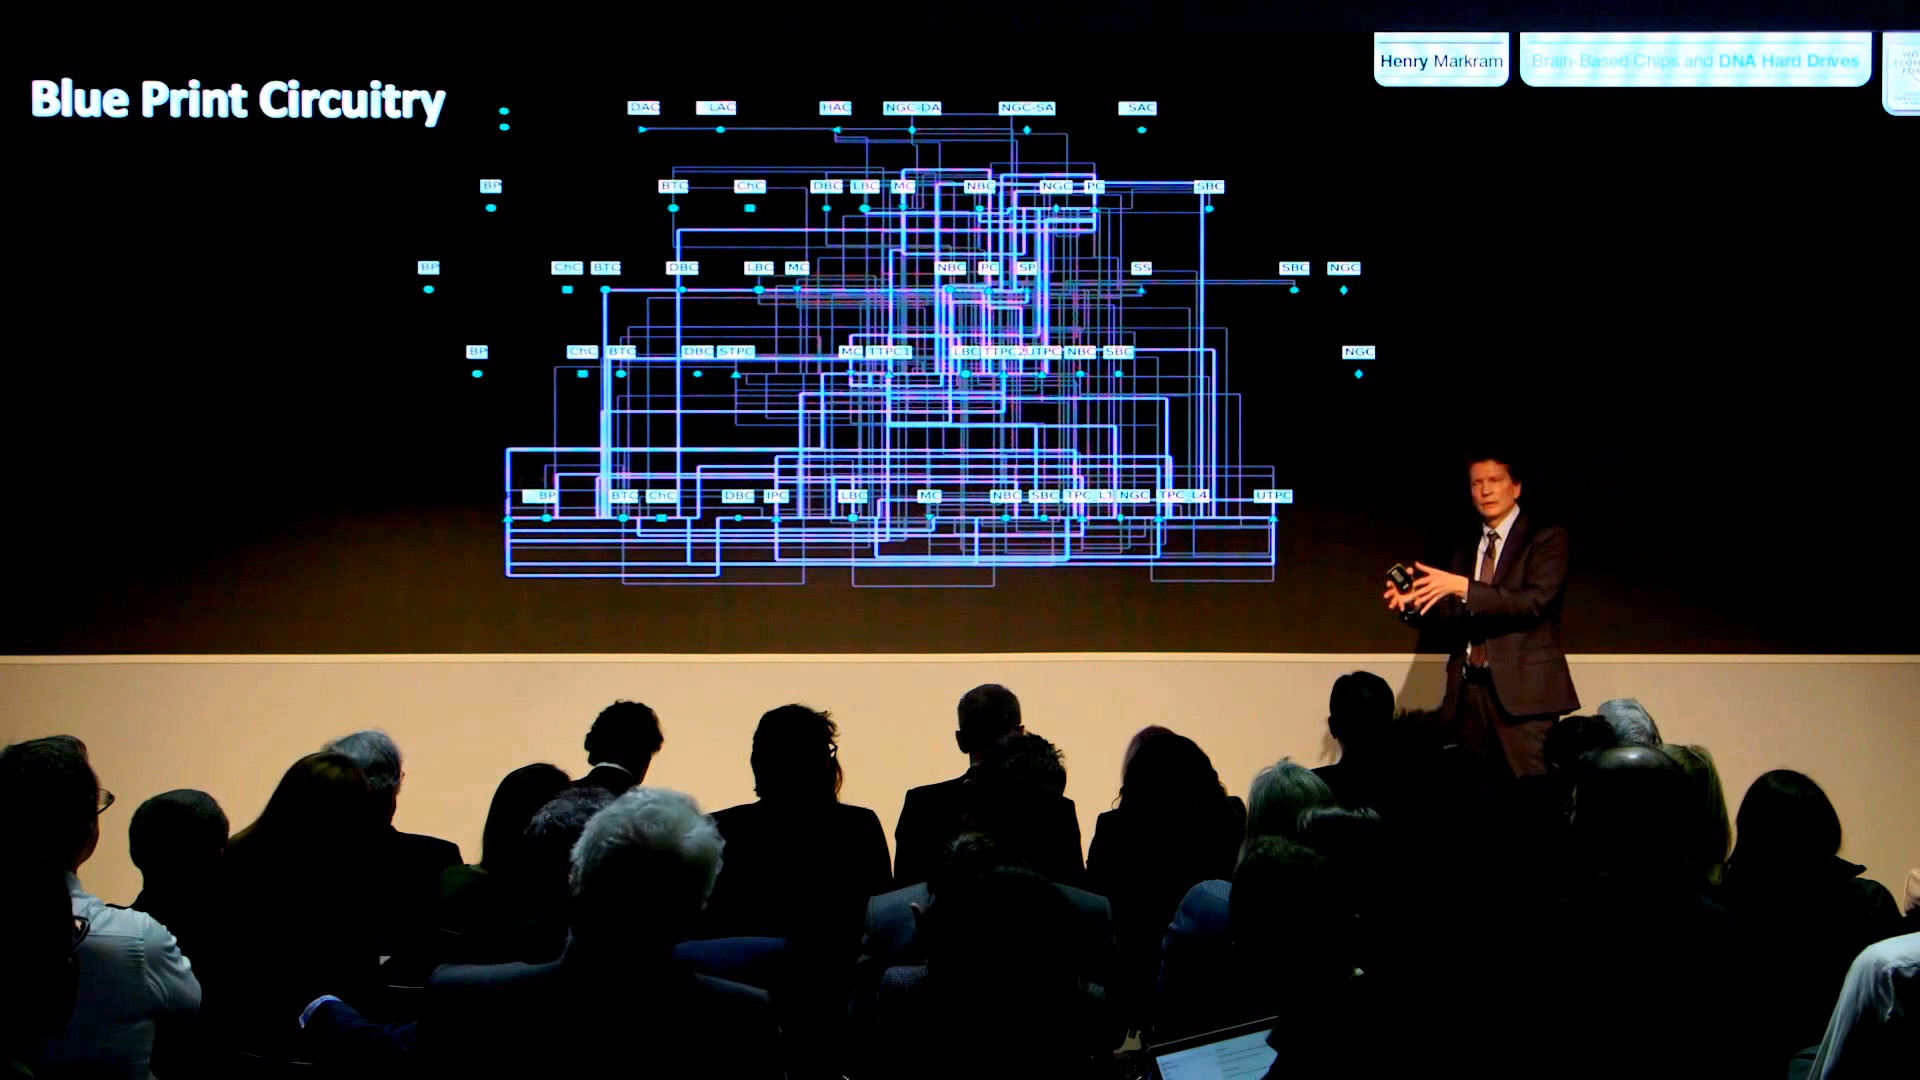 Henry Markram
Brain-Based Chips and DNA Hard Drives
Blue Print Circuitry
DAC LAC HAC NGC-DA NGC-SA SAC
BP BTC ChC DBC LBC MC NBC NGC PC SBC
BP ChC BTC DBC LBC MC NBC PC SP SS SBC NGC
BP ChC BTC DBC STPC MC TTPC1 LBC TTPC2 UTPC NBC SBC NGC
BP BTC ChC DBC IPC LBC MC NBC SBC TPC_L1 NGC TPC_L4 UTPC